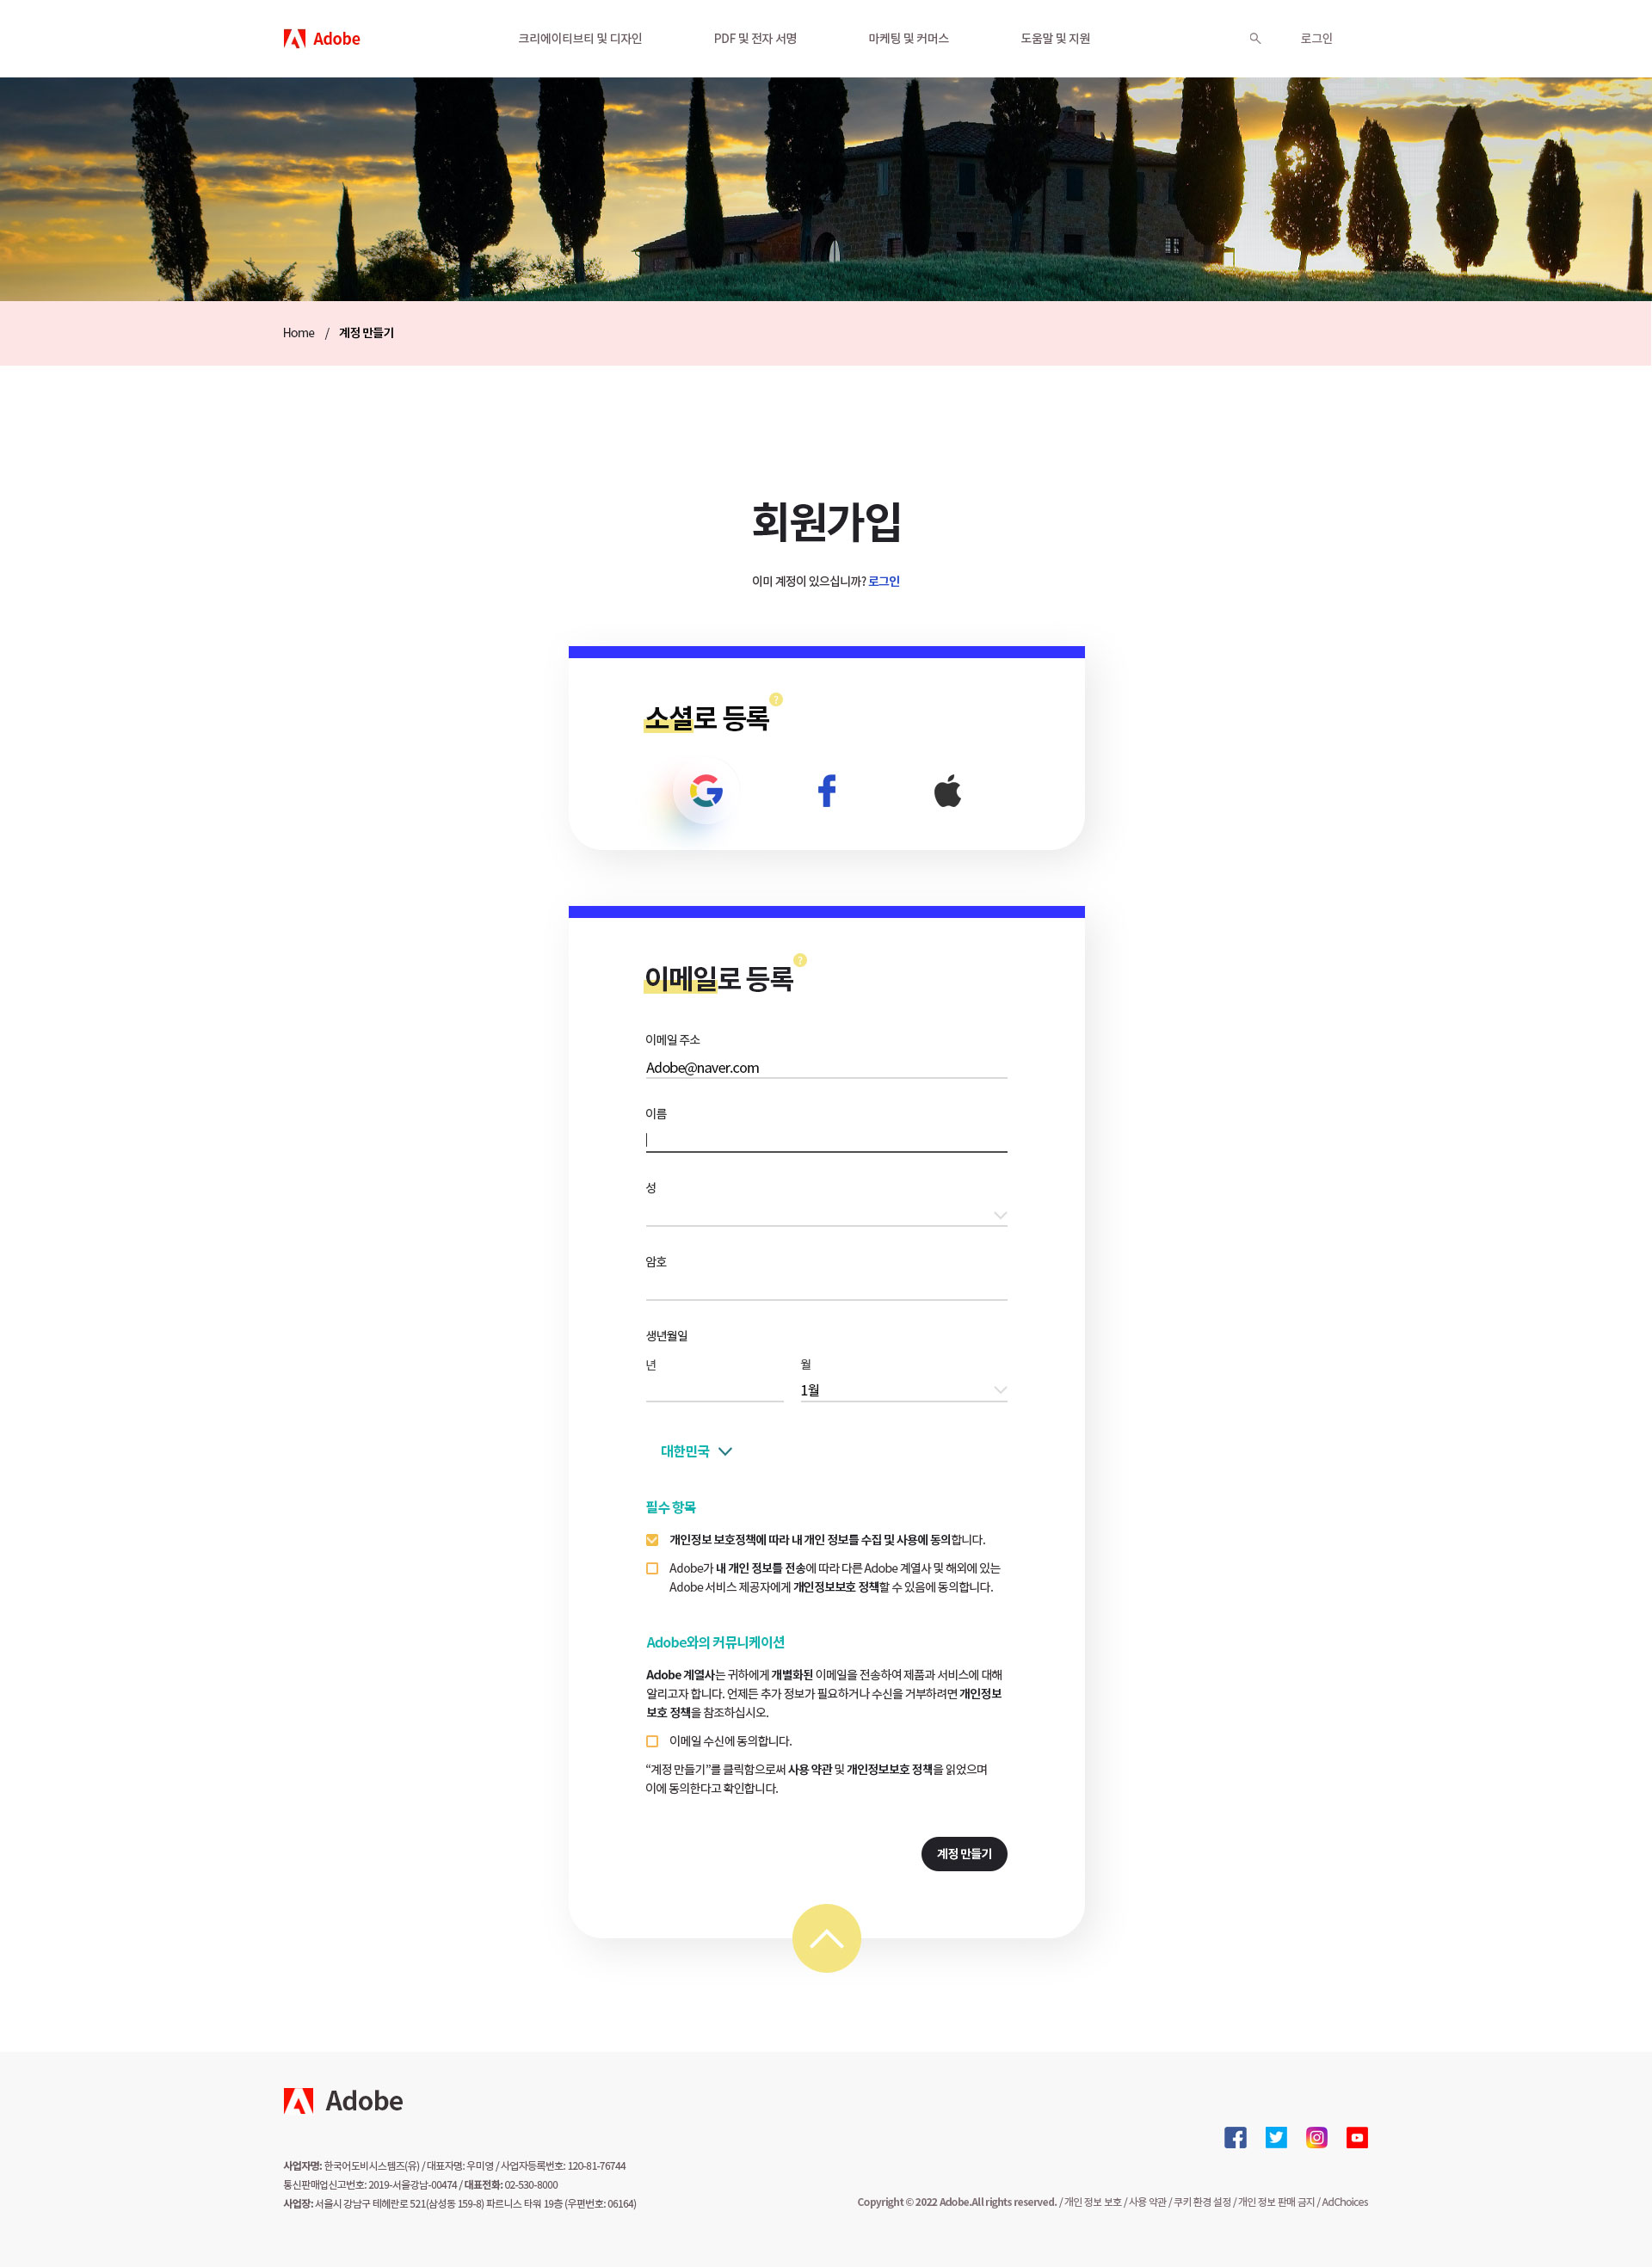 Adobe
크리에이티브티 및 디자인
PDF 및 전자 서명
마케팅 및 커머스
도움말 및 지원
로그인
Home / 계정 만들기
회원가입
이미 계정이 있으십니까? 로그인
소셜로 등록 ?
이메일로 등록 ?
이메일 주소
Adobe@naver.com
이름
성
암호
생년월일
년
월
1월
대한민국
필수 항목
개인정보 보호정책에 따라 내 개인 정보를 수집 및 사용에 동의합니다.
Adobe가 내 개인 정보를 전송에 따라 다른 Adobe 계열사 및 해외에 있는
Adobe 서비스 제공자에게 개인정보보호 정책할 수 있음에 동의합니다.
Adobe와의 커뮤니케이션
Adobe 계열사는 귀하에게 개별화된 이메일을 전송하여 제품과 서비스에 대해
알리고자 합니다. 언제든 추가 정보가 필요하거나 수신을 거부하려면 개인정보
보호 정책을 참조하십시오.
이메일 수신에 동의합니다.
“계정 만들기”를 클릭함으로써 사용 약관 및 개인정보보호 정책을 읽었으며
이에 동의한다고 확인합니다.
계정 만들기
Adobe
사업자명: 한국어도비시스템즈(유) / 대표자명: 우미영 / 사업자등록번호: 120-81-76744
통신판매업신고번호: 2019-서울강남-00474 / 대표전화: 02-530-8000
사업장: 서울시 강남구 테헤란로 521(삼성동 159-8) 파르니스 타워 19층 (우편번호: 06164)
Copyright © 2022 Adobe.All rights reserved. / 개인 정보 보호 / 사용 약관 / 쿠키 환경 설정 / 개인 정보 판매 금지 / AdChoices